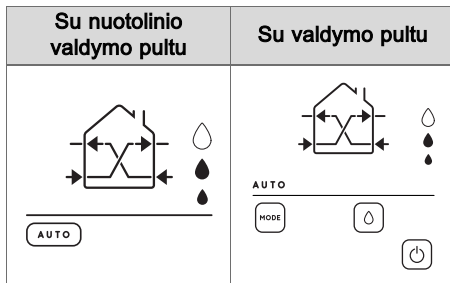 Su nuotolinio
valdymo pultu
Su valdymo pultu
AUTO
AUTO
MODE